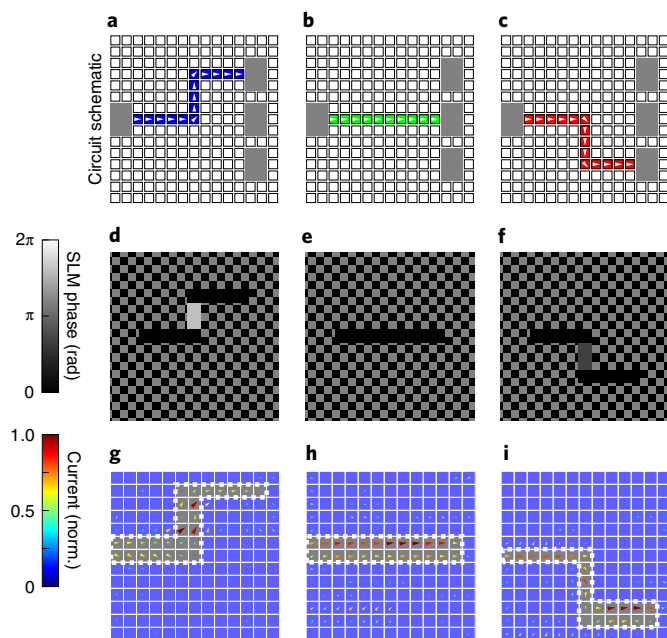 a b c
Circuit schematic
d e f
2π
π
0
SLM phase (rad)
g h i
1.0
0.5
0
Current (norm.)